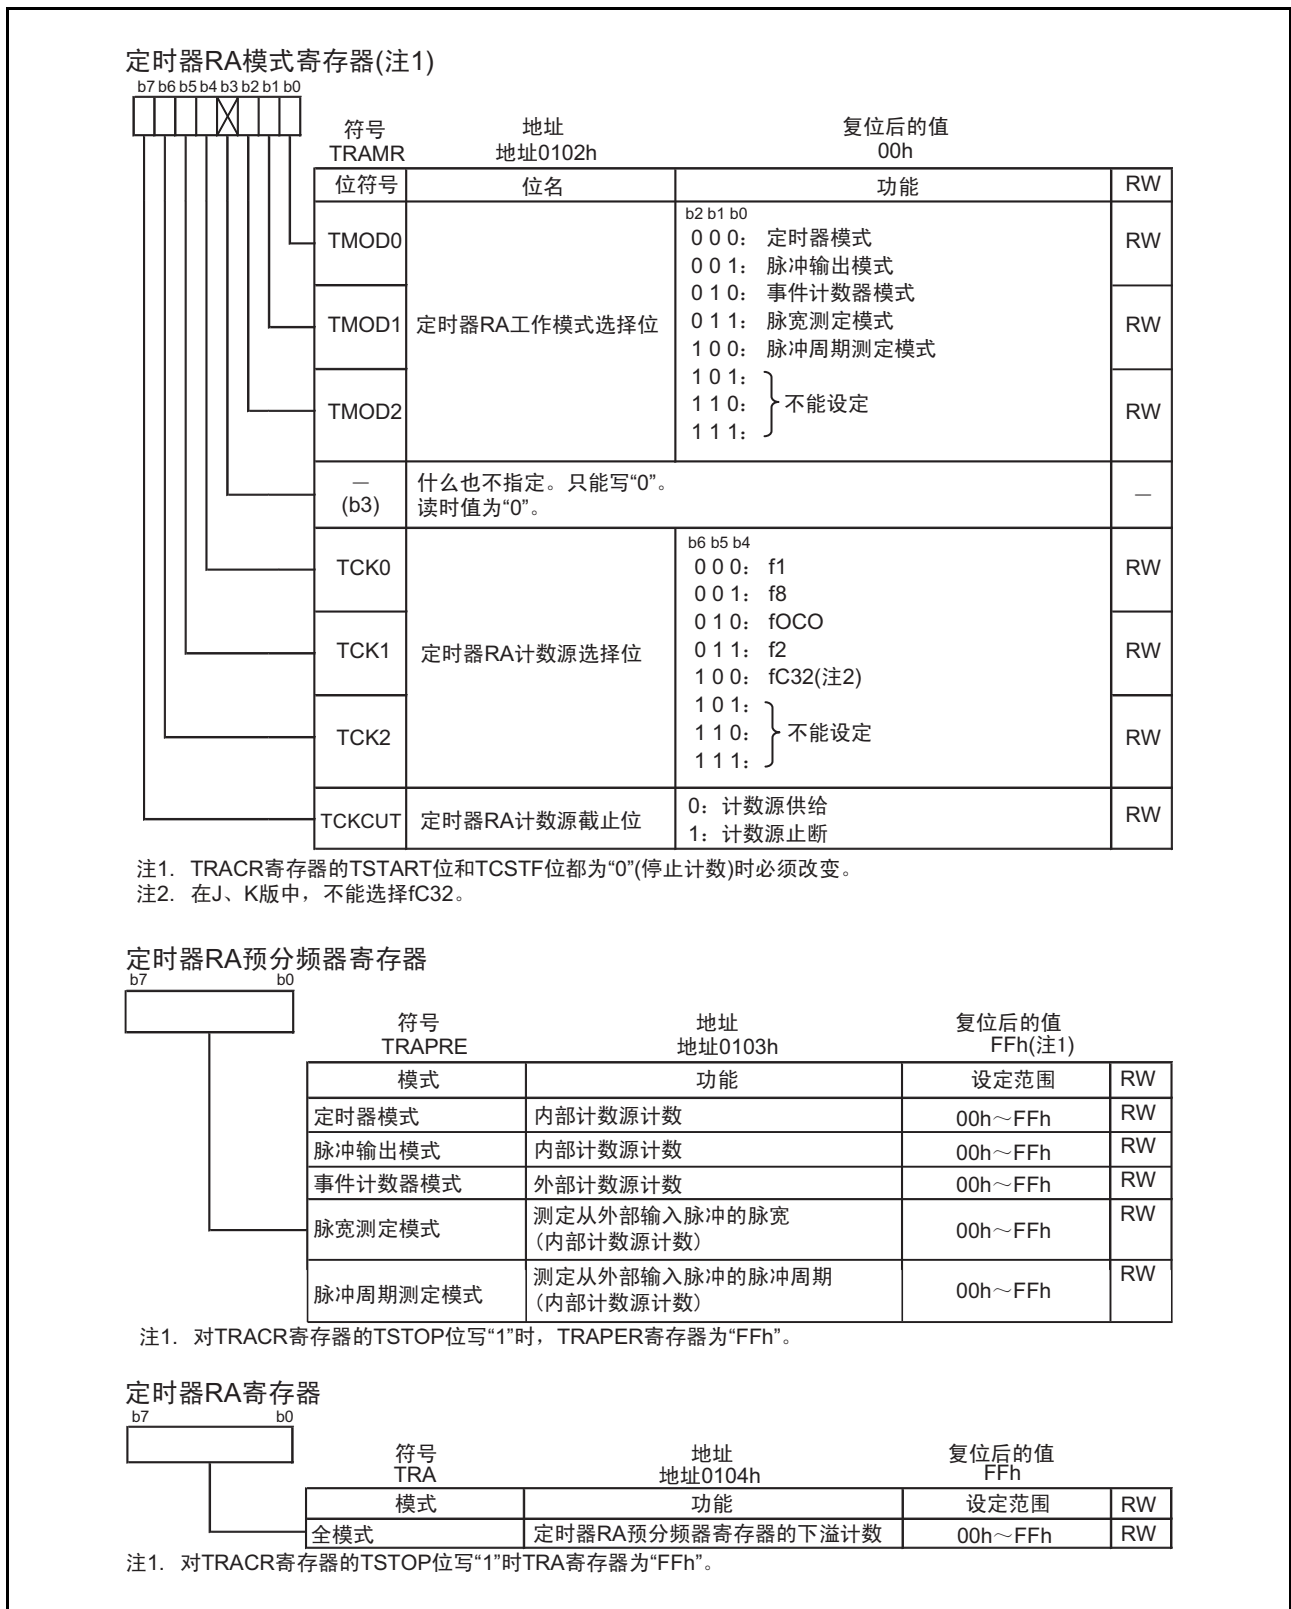 定时器RA模式寄存器(注1)
b7 b6 b5 b4 b3 b2 b1 b0
符号 地址 复位后的值
TRAMR 地址0102h 00h
位符号 位名 功能 RW
b2 b1 b0
TMOD0 0 0 0： 定时器模式 RW
0 0 1： 脉冲输出模式
0 1 0： 事件计数器模式
TMOD1 定时器RA工作模式选择位 0 1 1： 脉宽测定模式 RW
1 0 0： 脉冲周期测定模式
1 0 1：
TMOD2 1 1 0： 不能设定 RW
1 1 1：
— 什么也不指定。只能写“0”。 —
(b3) 读时值为“0”。
b6 b5 b4
TCK0 0 0 0： f1 RW
0 0 1： f8
0 1 0： fOCO
TCK1 定时器RA计数源选择位 0 1 1： f2 RW
1 0 0： fC32(注2)
1 0 1：
TCK2 1 1 0： 不能设定 RW
1 1 1：
TCKCUT 定时器RA计数源截止位 0：计数源供给 RW
1：计数源止断
注1. TRACR寄存器的TSTART位和TCSTF位都为“0”(停止计数)时必须改变。
注2. 在J、K版中，不能选择fC32。
定时器RA预分频器寄存器
b7 b0
符号 地址 复位后的值
TRAPRE 地址0103h FFh(注1)
模式 功能 设定范围 RW
定时器模式 内部计数源计数 00h～FFh RW
脉冲输出模式 内部计数源计数 00h～FFh RW
事件计数器模式 外部计数源计数 00h～FFh RW
脉宽测定模式 测定从外部输入脉冲的脉宽 00h～FFh RW
（内部计数源计数）
脉冲周期测定模式 测定从外部输入脉冲的脉冲周期 00h～FFh RW
（内部计数源计数）
注1. 对TRACR寄存器的TSTOP位写“1”时，TRAPER寄存器为“FFh”。
定时器RA寄存器
b7 b0
符号 地址 复位后的值
TRA 地址0104h FFh
模式 功能 设定范围 RW
全模式 定时器RA预分频器寄存器的下溢计数 00h～FFh RW
注1. 对TRACR寄存器的TSTOP位写“1”时TRA寄存器为“FFh”。